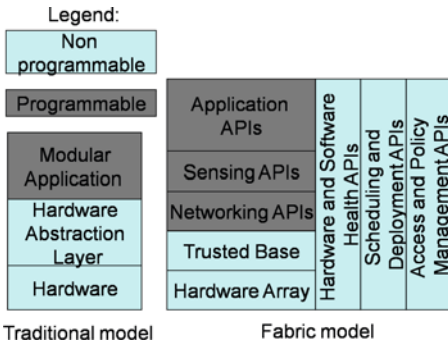 Legend:
Non
programmable
Programmable
Modular
Application
Hardware
Abstraction
Layer
Hardware
Traditional model
Application
APIs
Sensing APIs
Networking APIs
Trusted Base
Hardware Array
Hardware and Software
Health APIs
Scheduling and
Deployment APIs
Access and Policy
Management APIs
Fabric model